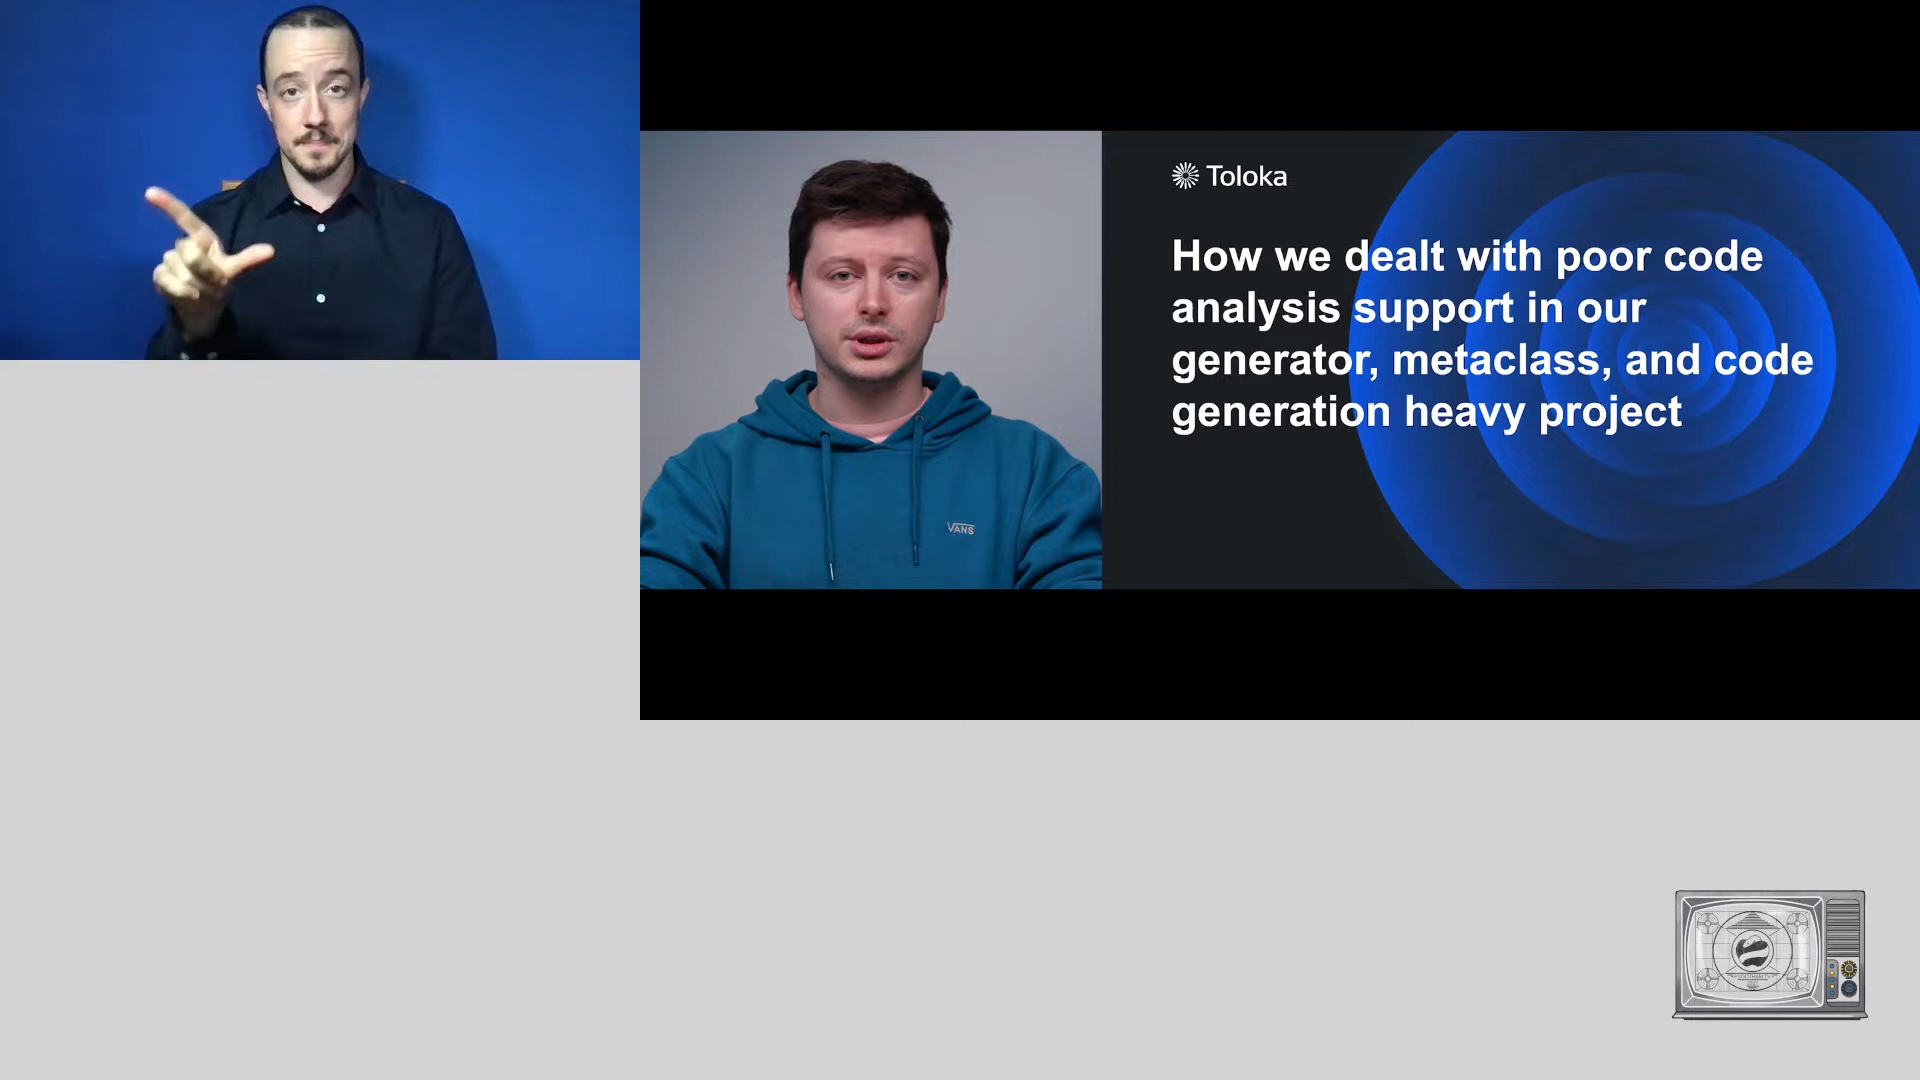 Toloka
How we dealt with poor code
analysis support in our
generator, metaclass, and code
generation heavy project
VANS